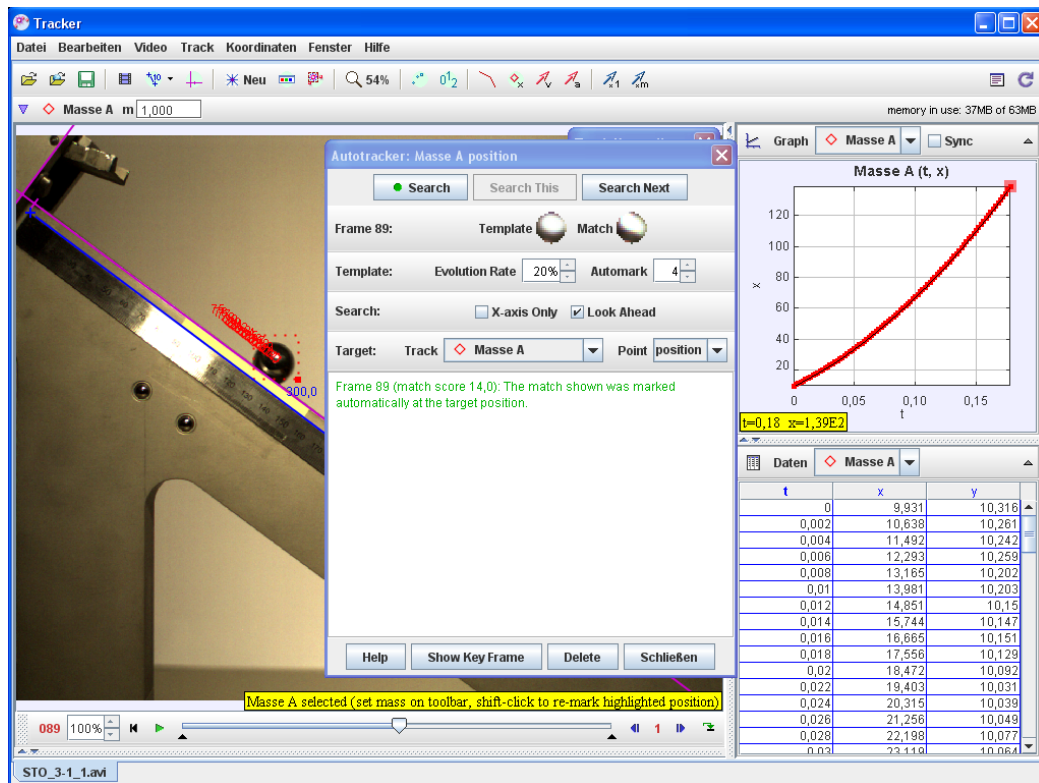 Tracker
Datei Bearbeiten Video Track Koordinaten Fenster Hilfe
Neu 54%
Masse A m 1,000 memory in use: 37MB of 63MB
Autotracker: Masse A position
Search Search This Search Next
Frame 89: Template Match
Template: Evolution Rate 20% Automark 4
Search: X-axis Only Look Ahead
Target: Track Masse A Point position
Frame 89 (match score 14,0): The match shown was marked
automatically at the target position.
Help Show Key Frame Delete Schließen
300,0
Masse A selected (set mass on toolbar, shift-click to re-mark highlighted position)
089 100% 1
STO_3-1_1.avi
Graph Masse A Sync
Masse A (t, x)
120
100
80
60
40
20
x
0 0,05 0,10 0,15
t
t=0,18 x=1,39E2
Daten Masse A
t x y
0 9,931 10,316
0,002 10,638 10,261
0,004 11,492 10,242
0,006 12,293 10,259
0,008 13,165 10,202
0,01 13,981 10,203
0,012 14,851 10,15
0,014 15,744 10,147
0,016 16,665 10,151
0,018 17,556 10,129
0,02 18,472 10,092
0,022 19,403 10,031
0,024 20,315 10,039
0,026 21,256 10,049
0,028 22,198 10,077
0,03 23,119 10,064